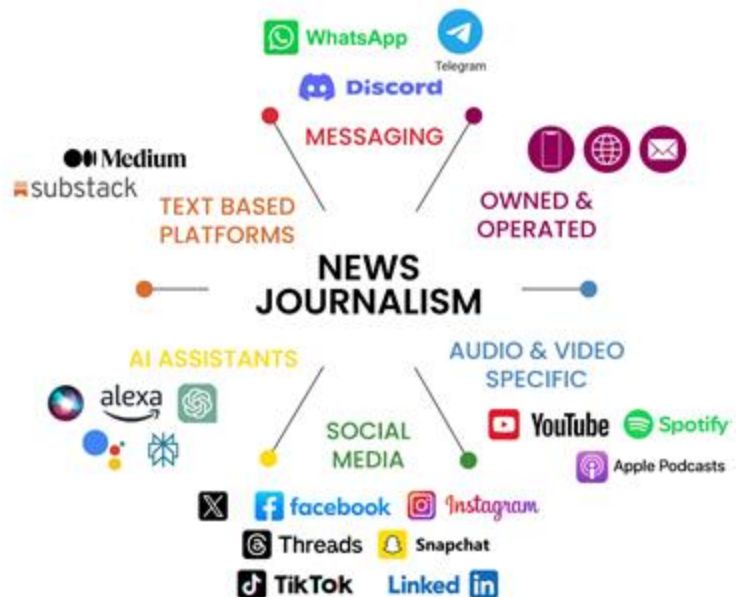 WhatsApp
Telegram
Discord
MESSAGING
Medium
substack
TEXT BASED
PLATFORMS
OWNED &
OPERATED
NEWS
JOURNALISM
AI ASSISTANTS
alexa
AUDIO & VIDEO
SPECIFIC
YouTube Spotify
Apple Podcasts
SOCIAL
MEDIA
X facebook Instagram
Threads Snapchat
TikTok Linked in